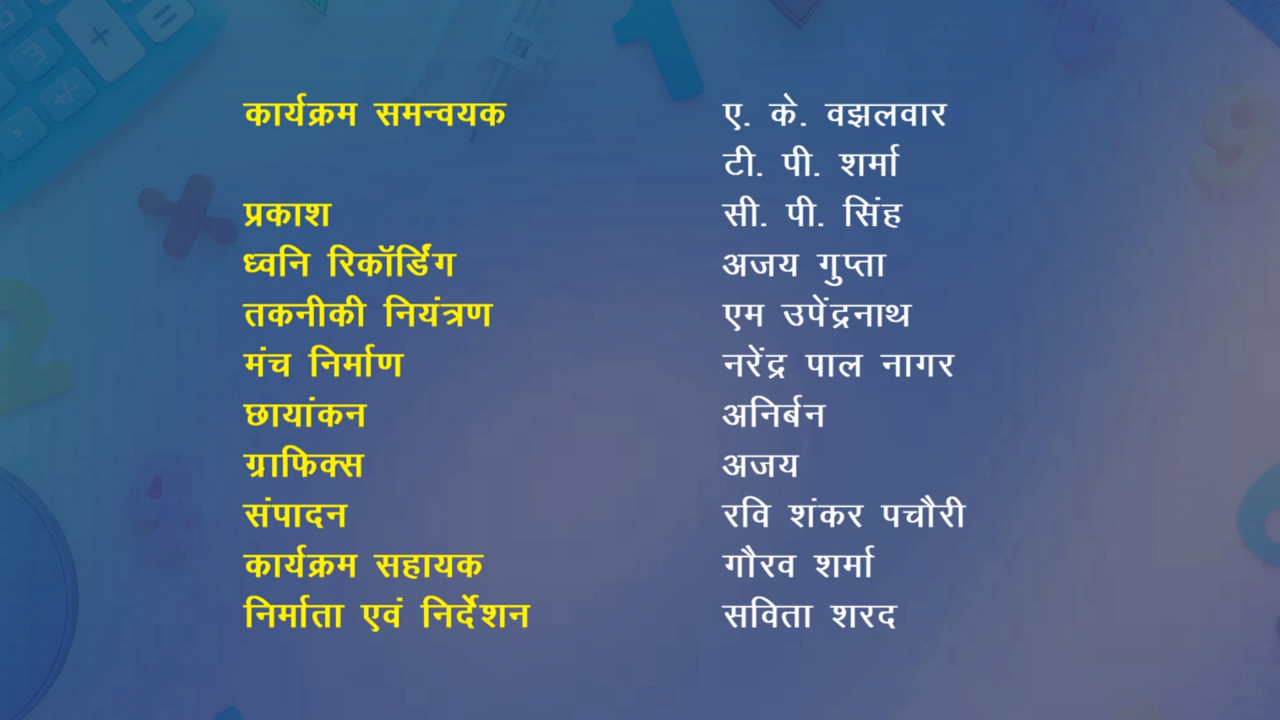 कार्यक्रम समन्वयक ए. के. वझलवार
टी. पी. शर्मा
प्रकाश सी. पी. सिंह
ध्वनि रिकॉर्डिंग अजय गुप्ता
तकनीकी नियंत्रण एम उपेंद्रनाथ
मंच निर्माण नरेंद्र पाल नागर
छायांकन अनिर्बन
ग्राफिक्स अजय
संपादन रवि शंकर पचौरी
कार्यक्रम सहायक गौरव शर्मा
निर्माता एवं निर्देशन सविता शरद